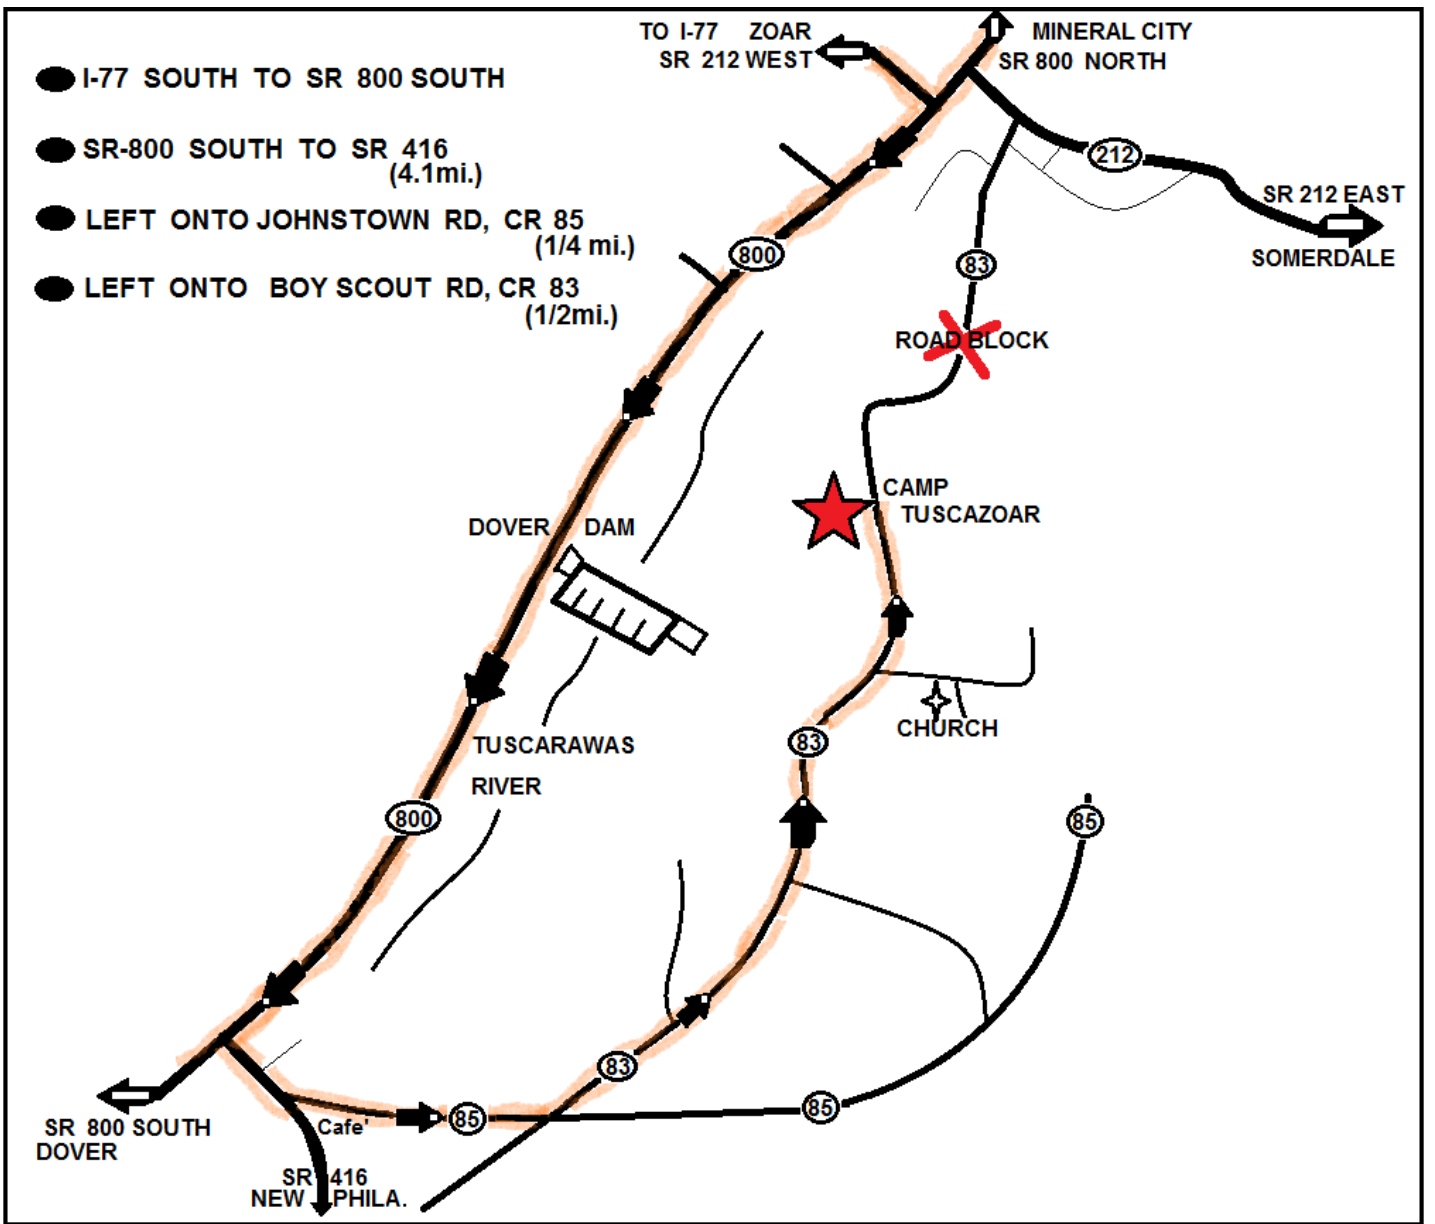 TO I-77 ZOAR
SR 212 WEST
MINERAL CITY
SR 800 NORTH
I-77 SOUTH TO SR 800 SOUTH
SR-800 SOUTH TO SR 416
(4.1mi.)
LEFT ONTO JOHNSTOWN RD, CR 85
(1/4 mi.)
LEFT ONTO BOY SCOUT RD, CR 83
(1/2mi.)
212
SR 212 EAST
SOMERDALE
800
83
ROAD BLOCK
CAMP
TUSCAZOAR
DOVER DAM
CHURCH
83
TUSCARAWAS
RIVER
800
85
83
85
85
Cafe'
SR 800 SOUTH
DOVER
SR 416
NEW PHILA.